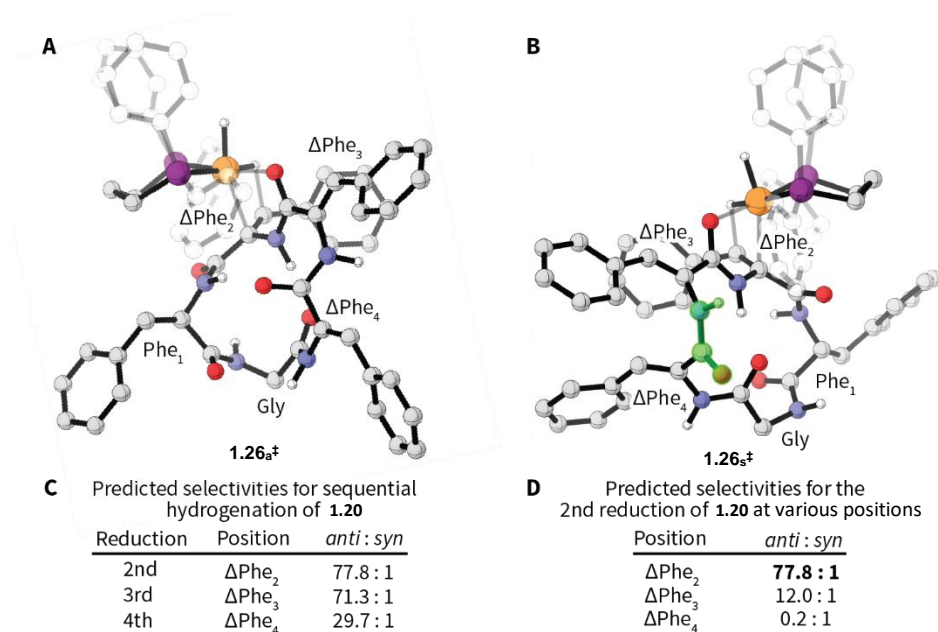 A
B
ΔPhe3
ΔPhe2
ΔPhe4
Phe1
Gly
1.26a‡
ΔPhe3
ΔPhe2
ΔPhe4
Phe1
Gly
1.26s‡
C Predicted selectivities for sequential
hydrogenation of 1.20
Reduction Position anti : syn
2nd ΔPhe2 77.8 : 1
3rd ΔPhe3 71.3 : 1
4th ΔPhe4 29.7 : 1
D Predicted selectivities for the
2nd reduction of 1.20 at various positions
Position anti : syn
ΔPhe2 77.8 : 1
ΔPhe3 12.0 : 1
ΔPhe4 0.2 : 1